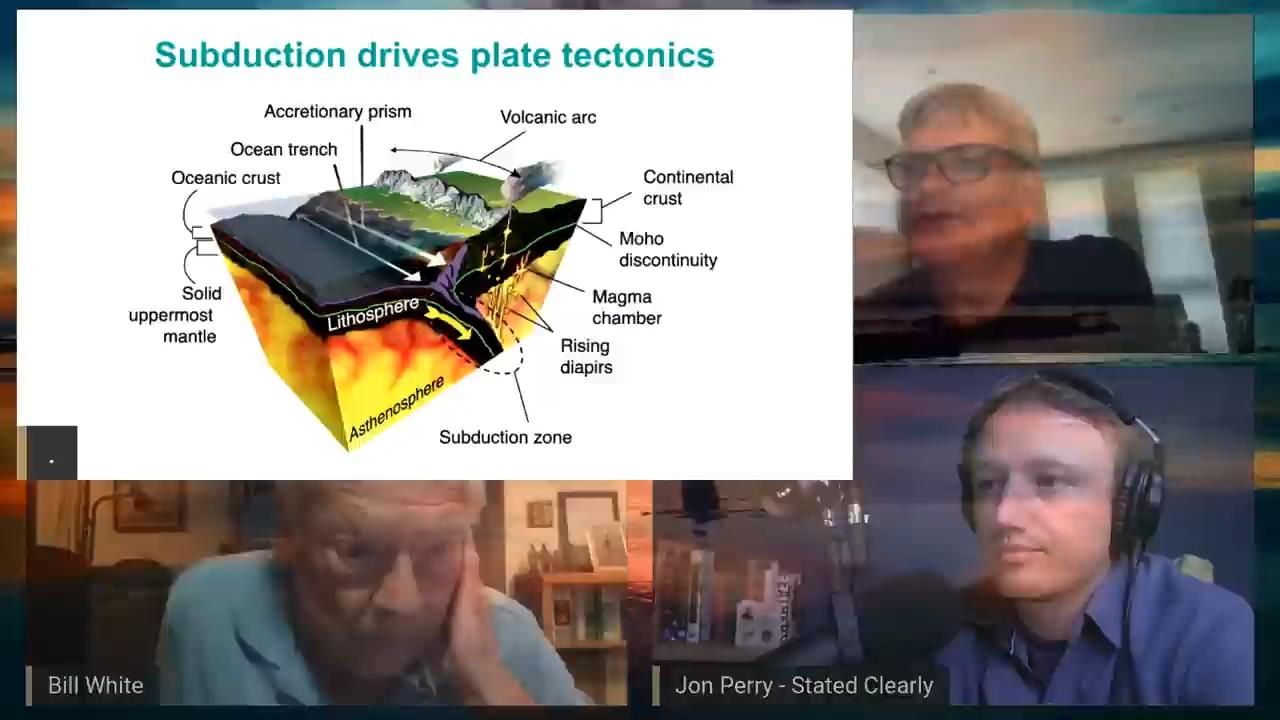 Subduction drives plate tectonics
Accretionary prism
Volcanic arc
Ocean trench
Oceanic crust
Continental
crust
Moho
discontinuity
Solid
uppermost
mantle
Lithosphere
Magma
chamber
Rising
diapirs
Asthenosphere
Subduction zone
.
Bill White
Jon Perry - Stated Clearly